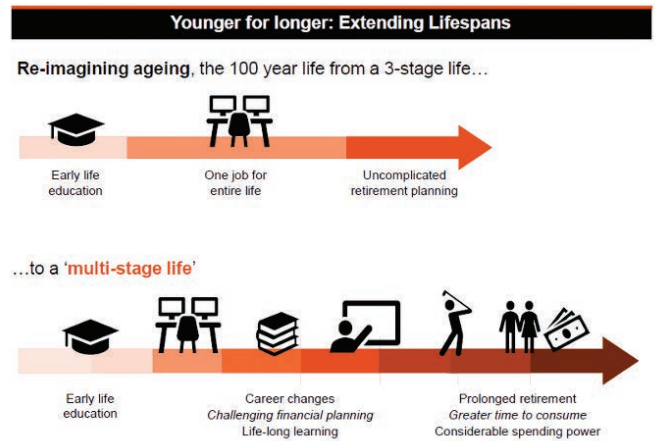 Younger for longer: Extending Lifespans
Re-imagining ageing, the 100 year life from a 3-stage life…
Early life
education
One job for
entire life
Uncomplicated
retirement planning
…to a ‘multi-stage life’
Early life
education
Career changes
Challenging financial planning
Life-long learning
Prolonged retirement
Greater time to consume
Considerable spending power